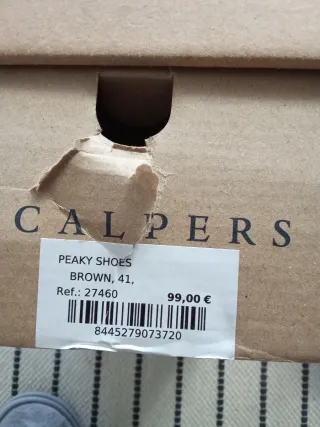 CALPERS
PEAKY SHOES
BROWN, 41,
Ref.: 27460 99,00 €
8445279073720